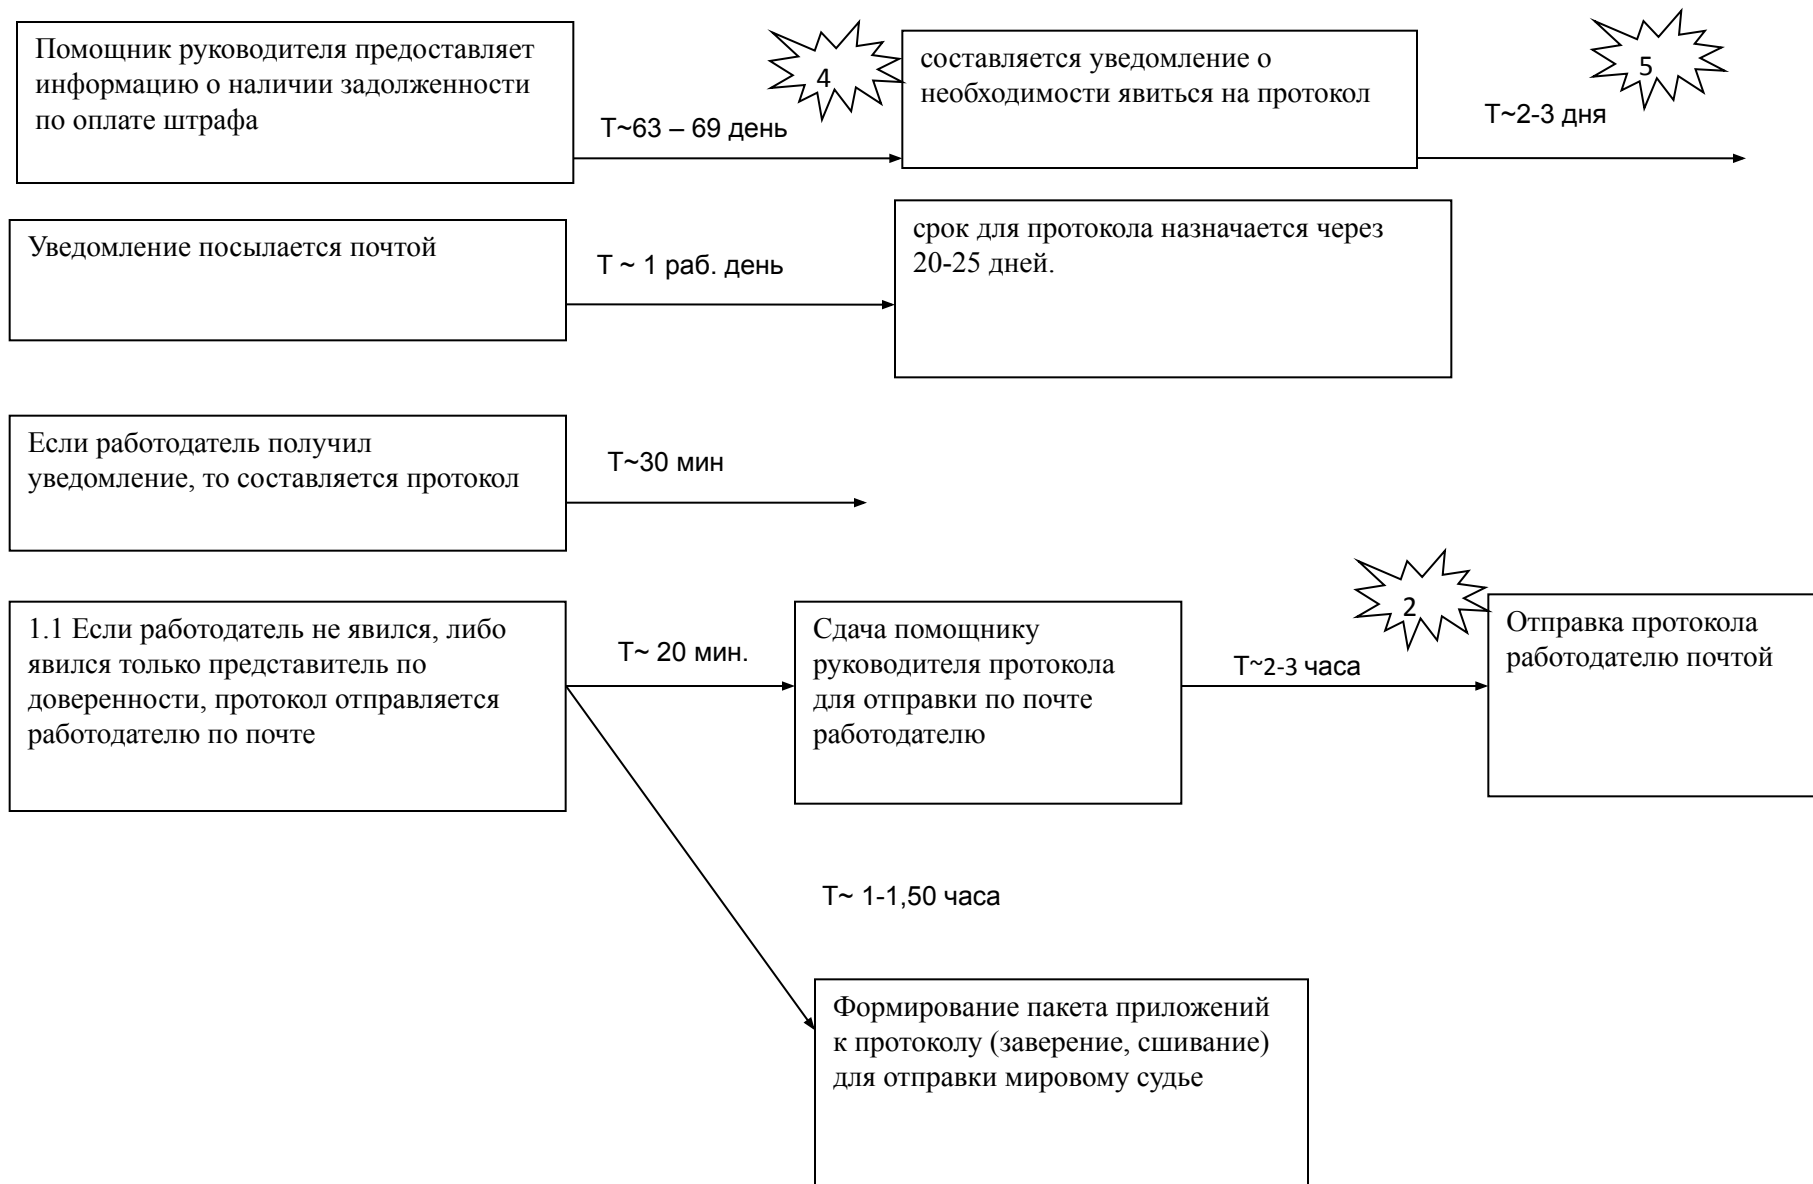 Помощник руководителя предоставляет
информацию о наличии задолженности
по оплате штрафа
T~63 – 69 день
4
составляется уведомление о
необходимости явиться на протокол
T~2-3 дня
5
Уведомление посылается почтой
T ~ 1 раб. день
срок для протокола назначается через
20-25 дней.
Если работодатель получил
уведомление, то составляется протокол
T~30 мин
1.1 Если работодатель не явился, либо
явился только представитель по
доверенности, протокол отправляется
работодателю по почте
T~ 20 мин.
Сдача помощнику
руководителя протокола
для отправки по почте
работодателю
T~2-3 часа
2
Отправка протокола
работодателю почтой
T~ 1-1,50 часа
Формирование пакета приложений
к протоколу (заверение, сшивание)
для отправки мировому судье